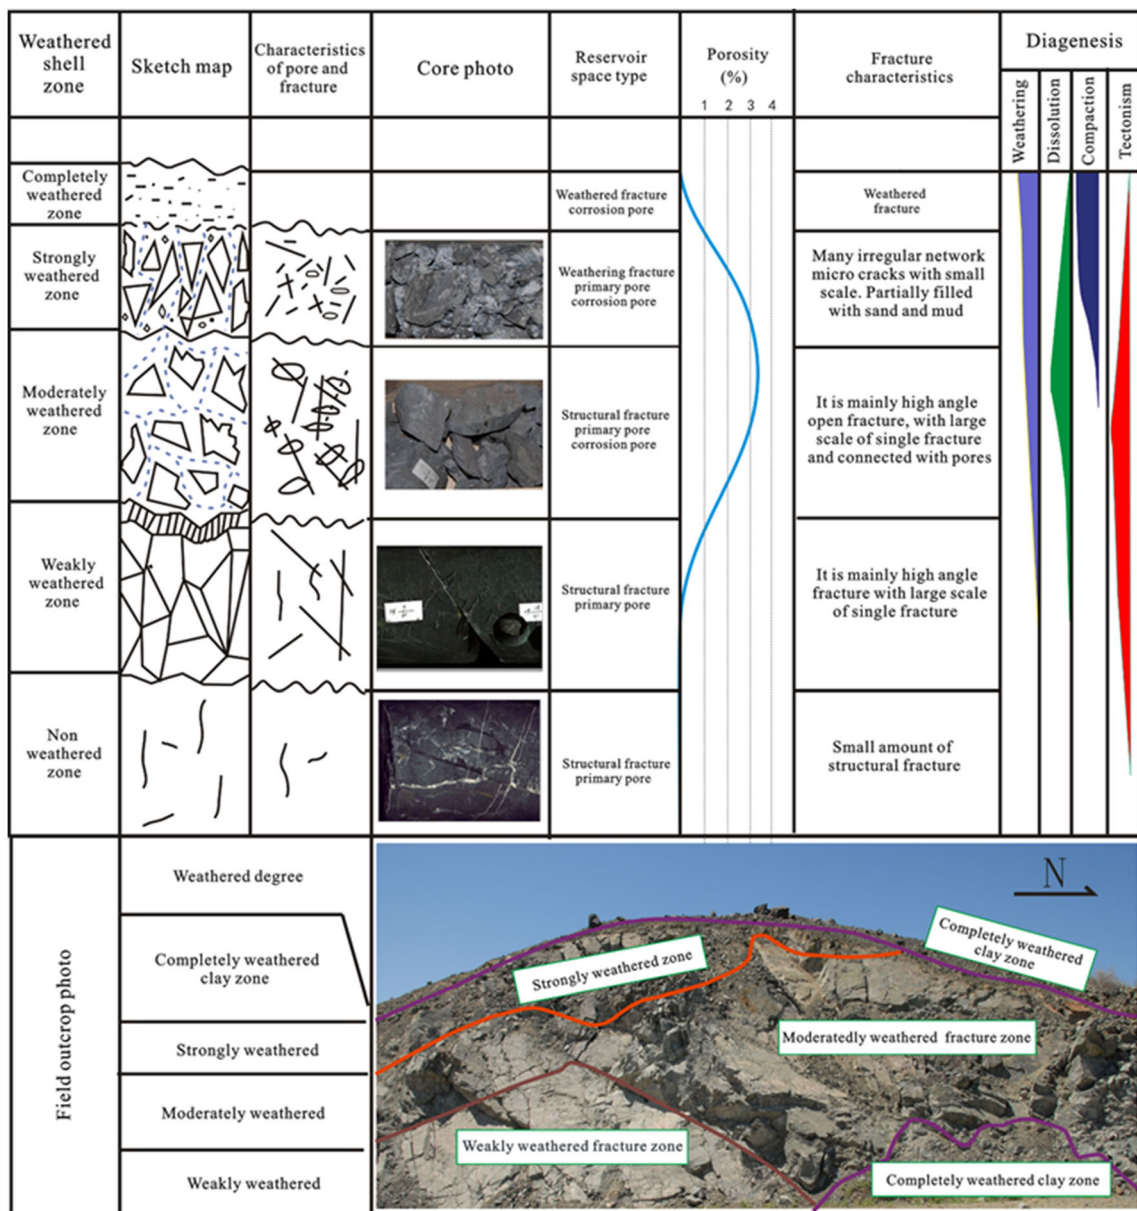 Weathered
shell
zone
Sketch map
Characteristics
of pore and
fracture
Core photo
Reservoir
space type
Porosity
(%)
1 2 3 4
Fracture
characteristics
Diagenesis
Weathering
Dissolution
Compaction
Tectonism
Completely
weathered
zone
Weathered fracture
corrosion pore
Weathered
fracture
Strongly
weathered
zone
Weathering fracture
primary pore
corrosion pore
Many irregular network
micro cracks with small
scale. Partially filled
with sand and mud
Moderately
weathered
zone
Structural fracture
primary pore
corrosion pore
It is mainly high angle
open fracture, with large
scale of single fracture
and connected with pores
Weakly
weathered
zone
Structural fracture
primary pore
It is mainly high angle
fracture with large scale
of single fracture
Non
weathered
zone
Structural fracture
primary pore
Small amount of
structural fracture
Field outcrop photo
Weathered degree
Completely weathered
clay zone
Strongly weathered
Moderately weathered
Weakly weathered
N
Completely weathered
clay zone
Strongly weathered zone
Moderatedly weathered fracture zone
Weakly weathered fracture zone
Completely weathered clay zone